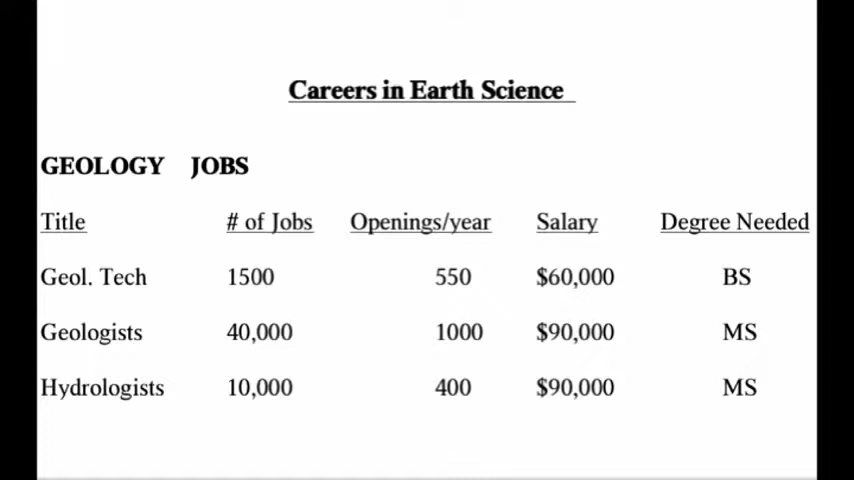 Careers in Earth Science
GEOLOGY JOBS
Title # of Jobs Openings/year Salary Degree Needed
Geol. Tech 1500 550 $60,000 BS
Geologists 40,000 1000 $90,000 MS
Hydrologists 10,000 400 $90,000 MS